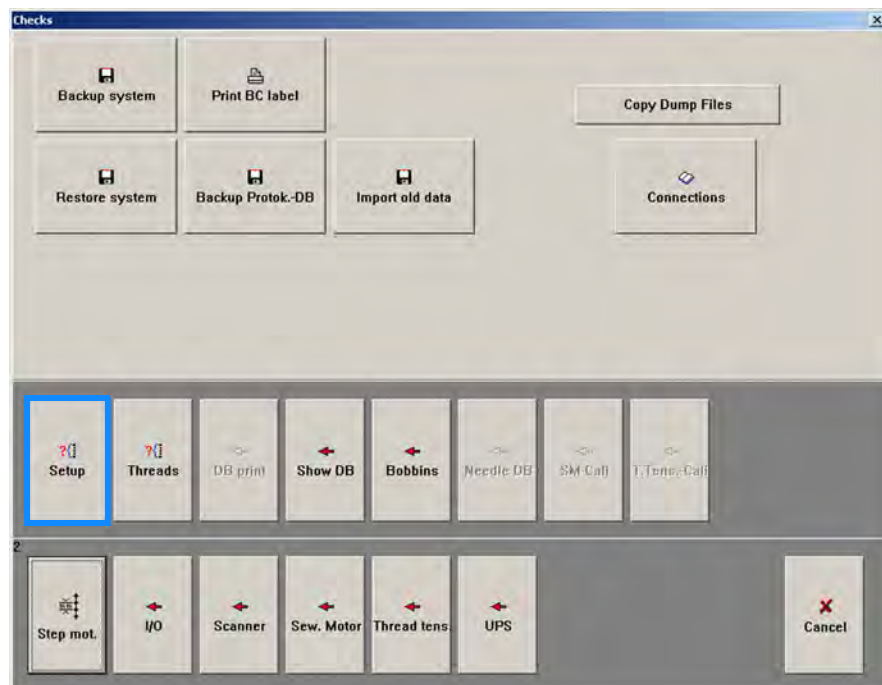 Checks
Backup system
Print BC label
Copy Dump Files
Restore system
Backup Protok.-DB
Import old data
Connections
?{]
?{]
Setup
Threads
DB print
Show DB
Bobbins
Needle DB
SM-Cali
T.Tens.-Cali
2
Step mot.
I/O
Scanner
Sew. Motor
Thread tens.
UPS
Cancel